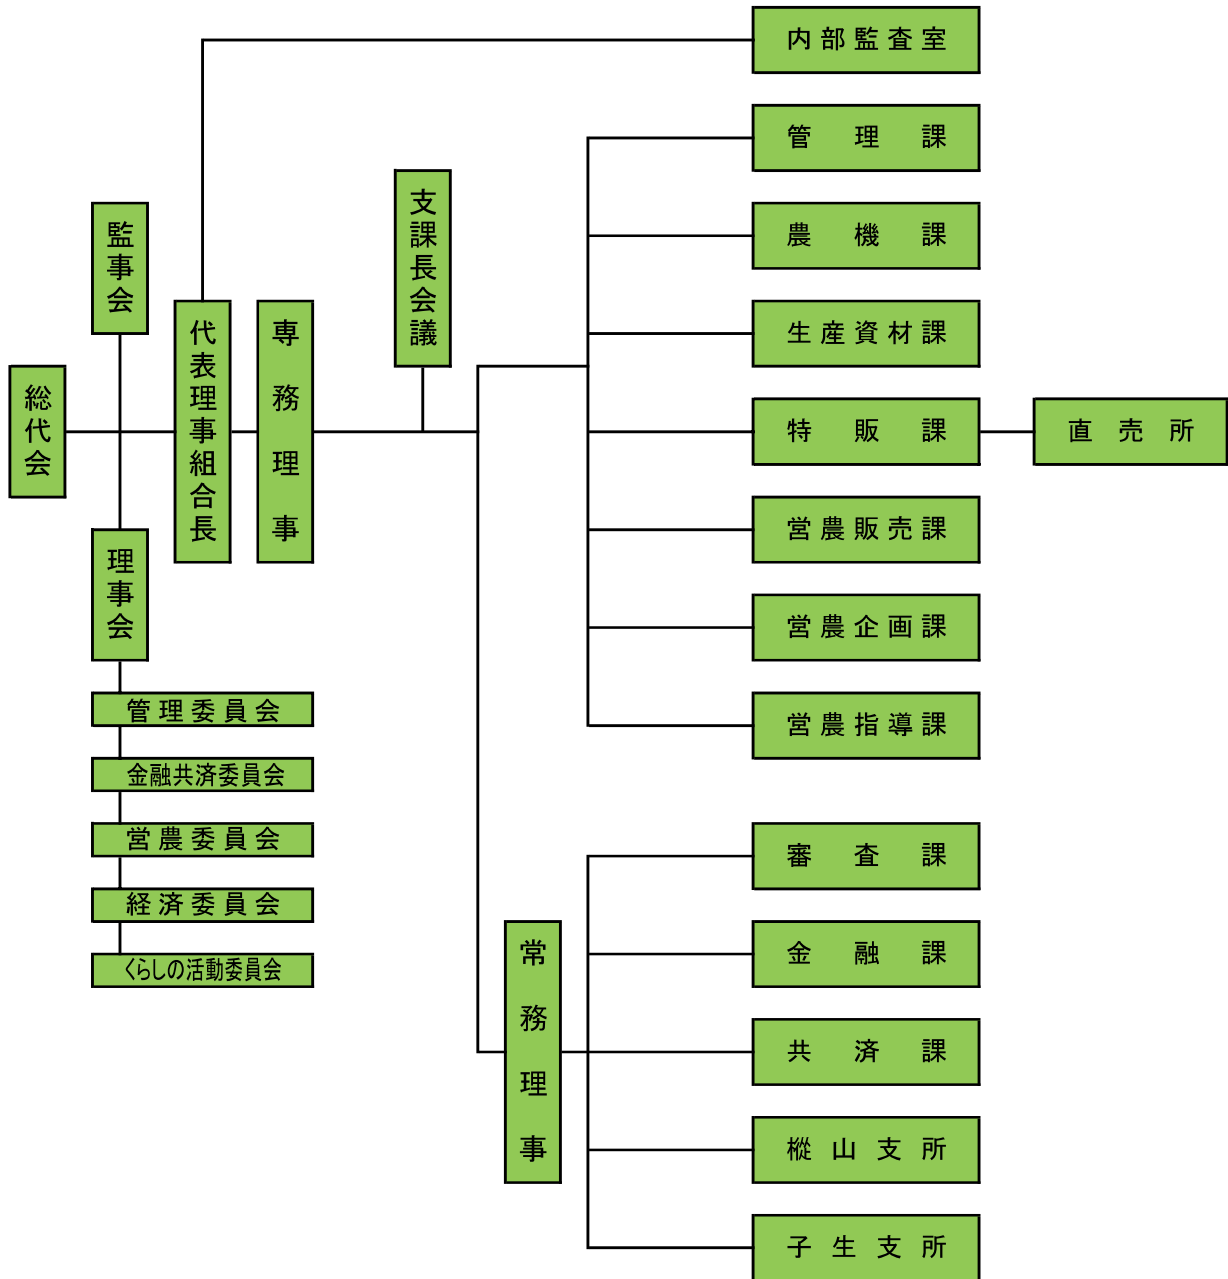 総代会
監事会
理事会
管理委員会
金融共済委員会
営農委員会
経済委員会
くらしの活動委員会
代表理事組合長
専務理事
支課長会議
常務理事
内部監査室
管理課
農機課
生産資材課
特販課
直売所
営農販売課
営農企画課
営農指導課
審査課
金融課
共済課
樅山支所
子生支所